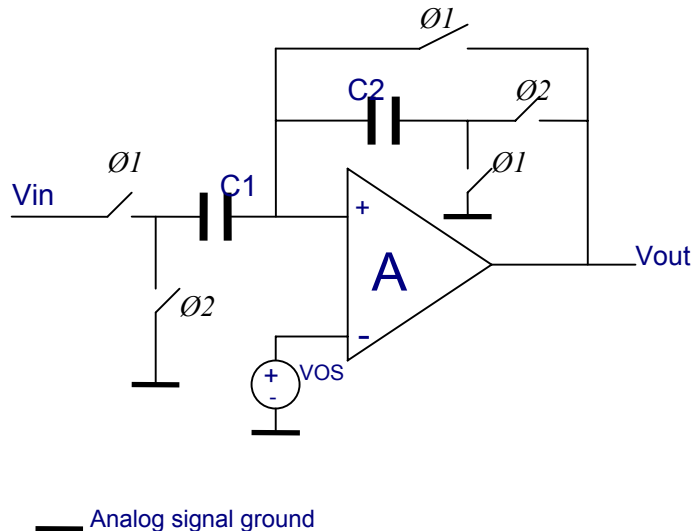 Ø1
C2
Ø2
Ø1
Ø1
C1
Vin
+
A
Vout
Ø2
-
+
VOS
-
Analog signal ground